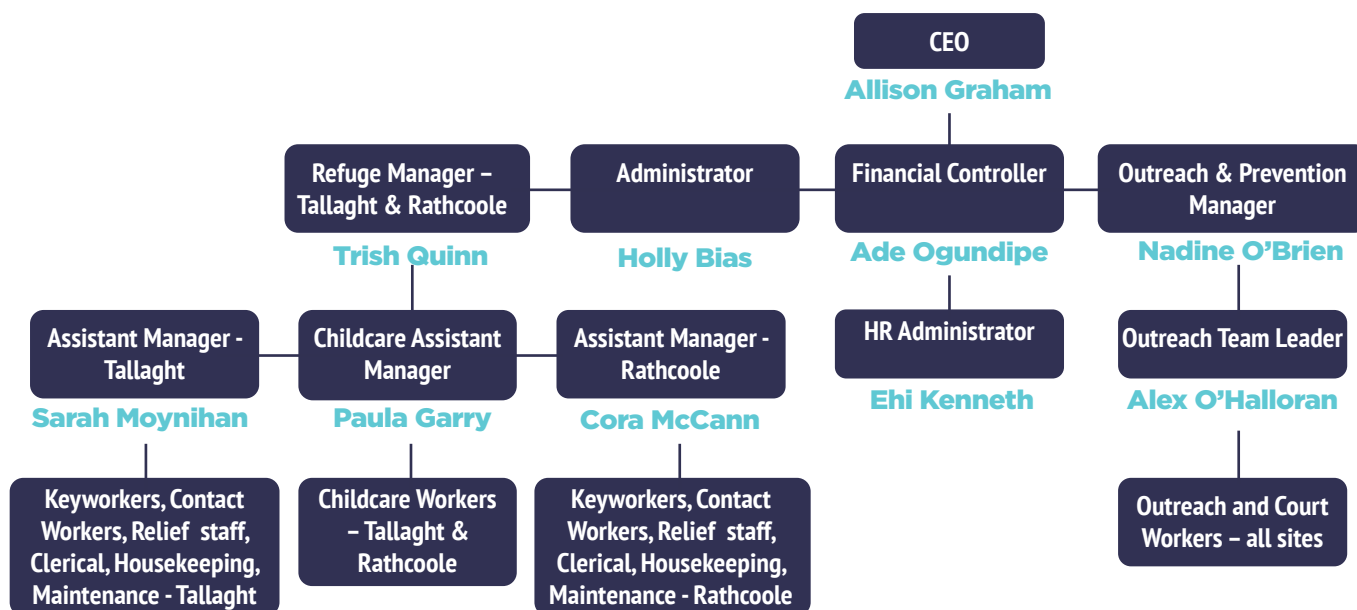 CEO
Allison Graham
Refuge Manager –
Tallaght & Rathcoole
Trish Quinn
Administrator
Holly Bias
Financial Controller
Ade Ogundipe
Outreach & Prevention
Manager
Nadine O’Brien
Assistant Manager -
Tallaght
Sarah Moynihan
Childcare Assistant
Manager
Paula Garry
Assistant Manager -
Rathcoole
Cora McCann
HR Administrator
Ehi Kenneth
Outreach Team Leader
Alex O’Halloran
Keyworkers, Contact
Workers, Relief staff,
Clerical, Housekeeping,
Maintenance - Tallaght
Childcare Workers
– Tallaght &
Rathcoole
Keyworkers, Contact
Workers, Relief staff,
Clerical, Housekeeping,
Maintenance - Rathcoole
Outreach and Court
Workers – all sites